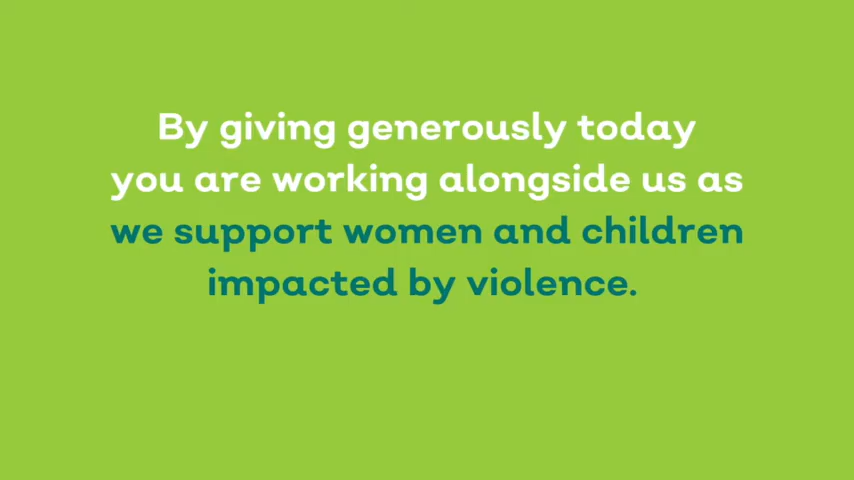 By giving generously today
you are working alongside us as
we support women and children
impacted by violence.